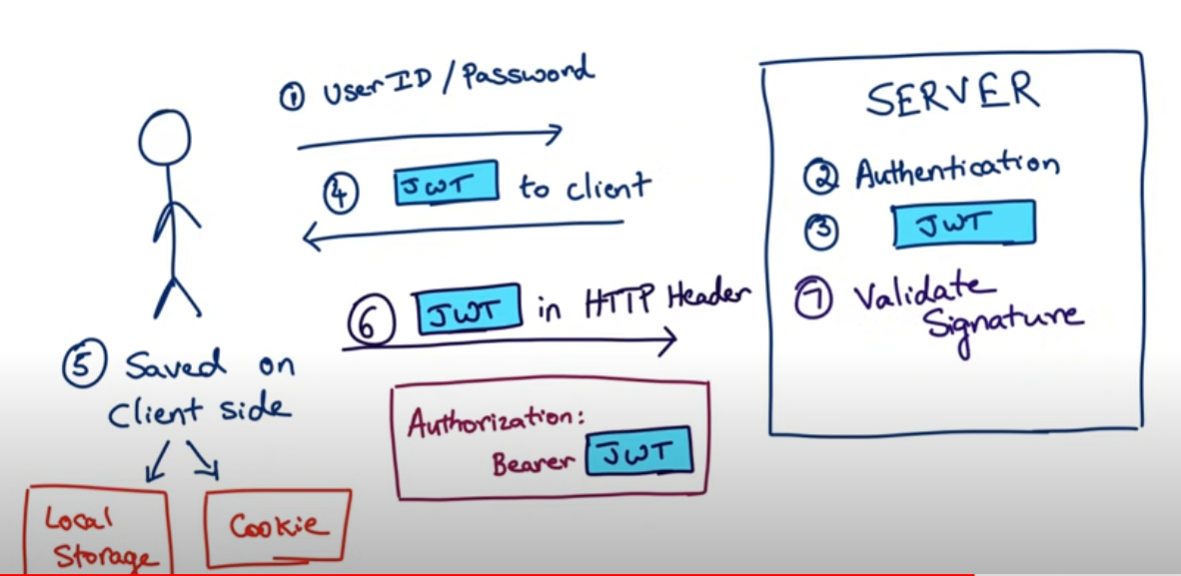 ① UserID / Password
④ JWT to client
⑥ JWT in HTTP Header
Authorization:
Bearer JWT
⑤ Saved on
Client side
Local
Storage
Cookie
SERVER
② Authentication
③ JWT
⑦ Validate
Signature